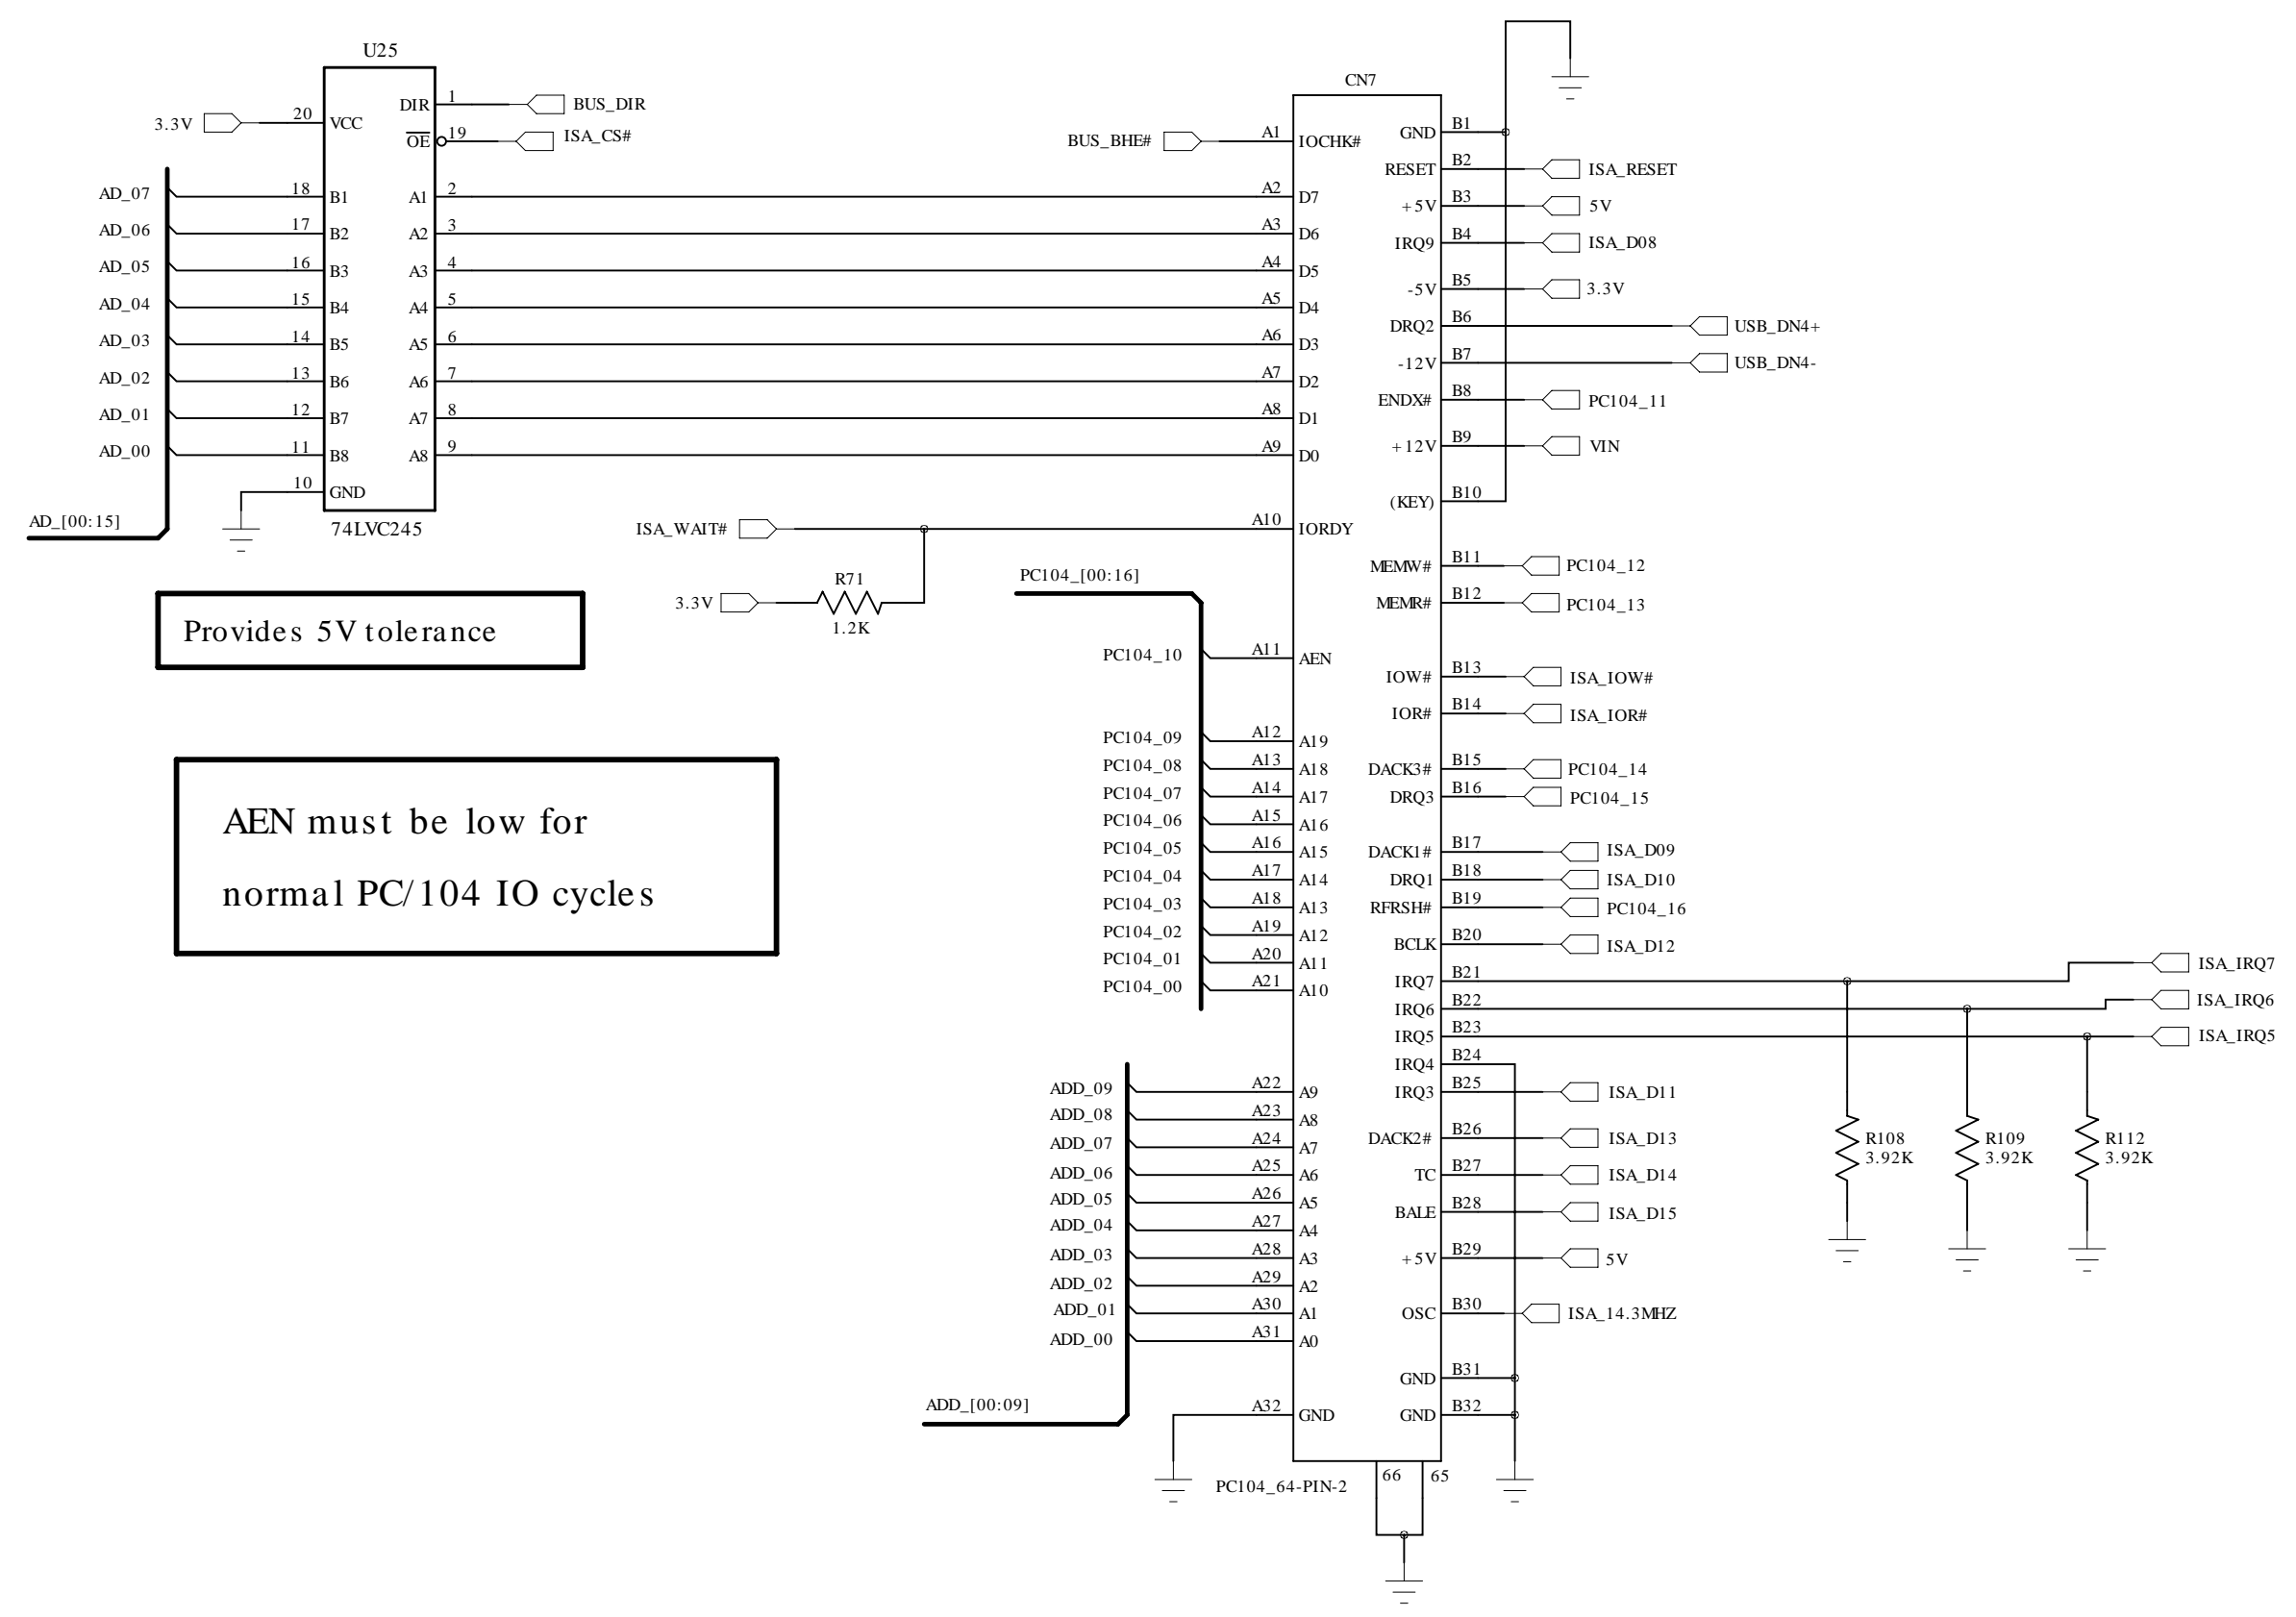 U25
DIR 1 BUS_DIR
3.3V 20 VCC
OE 19 ISA_CS#
AD_07 18 B1 A1 2
AD_06 17 B2 A2 3
AD_05 16 B3 A3 4
AD_04 15 B4 A4 5
AD_03 14 B5 A5 6
AD_02 13 B6 A6 7
AD_01 12 B7 A7 8
AD_00 11 B8 A8 9
10 GND
AD_[00:15]
74LVC245
Provides 5V tolerance
AEN must be low for
normal PC/104 IO cycles
CN7
BUS_BHE# A1 IOCHK#
A2 D7
A3 D6
A4 D5
A5 D4
A6 D3
A7 D2
A8 D1
A9 D0
ISA_WAIT# A10 IORDY
R71
3.3V
1.2K
PC104_[00:16]
PC104_10 A11 AEN
PC104_09 A12 A19
PC104_08 A13 A18
PC104_07 A14 A17
PC104_06 A15 A16
PC104_05 A16 A15
PC104_04 A17 A14
PC104_03 A18 A13
PC104_02 A19 A12
PC104_01 A20 A11
PC104_00 A21 A10
ADD_09 A22 A9
ADD_08 A23 A8
ADD_07 A24 A7
ADD_06 A25 A6
ADD_05 A26 A5
ADD_04 A27 A4
ADD_03 A28 A3
ADD_02 A29 A2
ADD_01 A30 A1
ADD_00 A31 A0
ADD_[00:09]
A32 GND
GND B1
RESET B2 ISA_RESET
+5V B3 5V
IRQ9 B4 ISA_D08
-5V B5 3.3V
DRQ2 B6 USB_DN4+
-12V B7 USB_DN4-
ENDX# B8 PC104_11
+12V B9 VIN
(KEY) B10
MEMW# B11 PC104_12
MEMR# B12 PC104_13
IOW# B13 ISA_IOW#
IOR# B14 ISA_IOR#
DACK3# B15 PC104_14
DRQ3 B16 PC104_15
DACK1# B17 ISA_D09
DRQ1 B18 ISA_D10
RFRSH# B19 PC104_16
BCLK B20 ISA_D12
IRQ7 B21 ISA_IRQ7
IRQ6 B22 ISA_IRQ6
IRQ5 B23 ISA_IRQ5
IRQ4 B24
IRQ3 B25 ISA_D11
DACK2# B26 ISA_D13
TC B27 ISA_D14
BALE B28 ISA_D15
+5V B29 5V
OSC B30 ISA_14.3MHZ
GND B31
GND B32
R108
3.92K
R109
3.92K
R112
3.92K
PC104_64-PIN-2
66 65